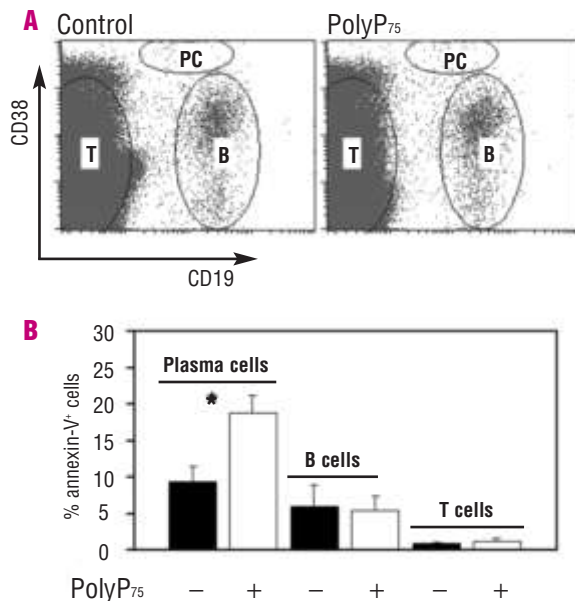 A Control PolyP75
PC PC
T B T B
CD38
CD19
B
30
25
20
15
10
5
0
% annexin-V+ cells
Plasma cells
*
B cells
T cells
PolyP75 – + – + – +